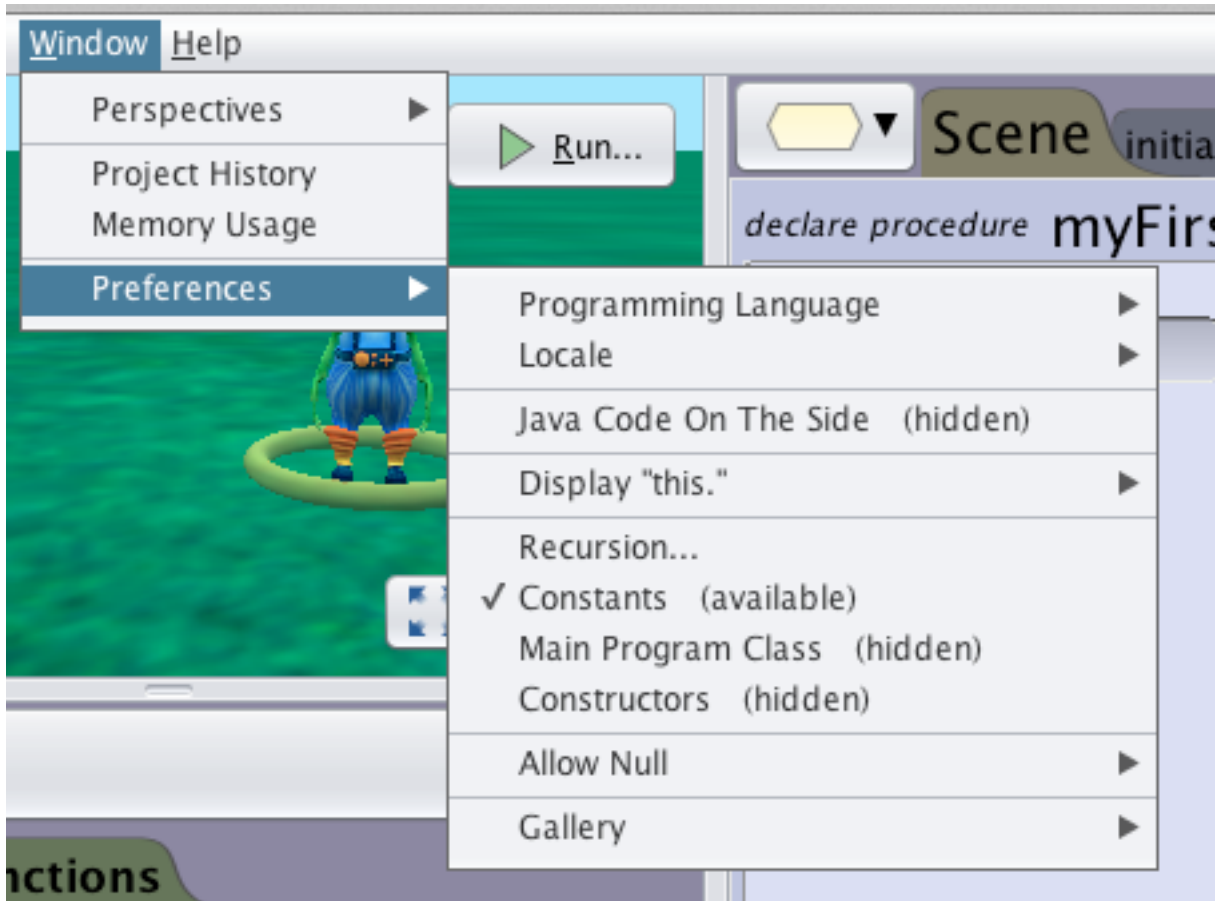 Window Help
Perspectives
Project History
Memory Usage
Preferences
Run...
Scene
declare procedure
Programming Language
Locale
Java Code On The Side (hidden)
Display "this."
Recursion...
✓ Constants (available)
Main Program Class (hidden)
Constructors (hidden)
Allow Null
Gallery